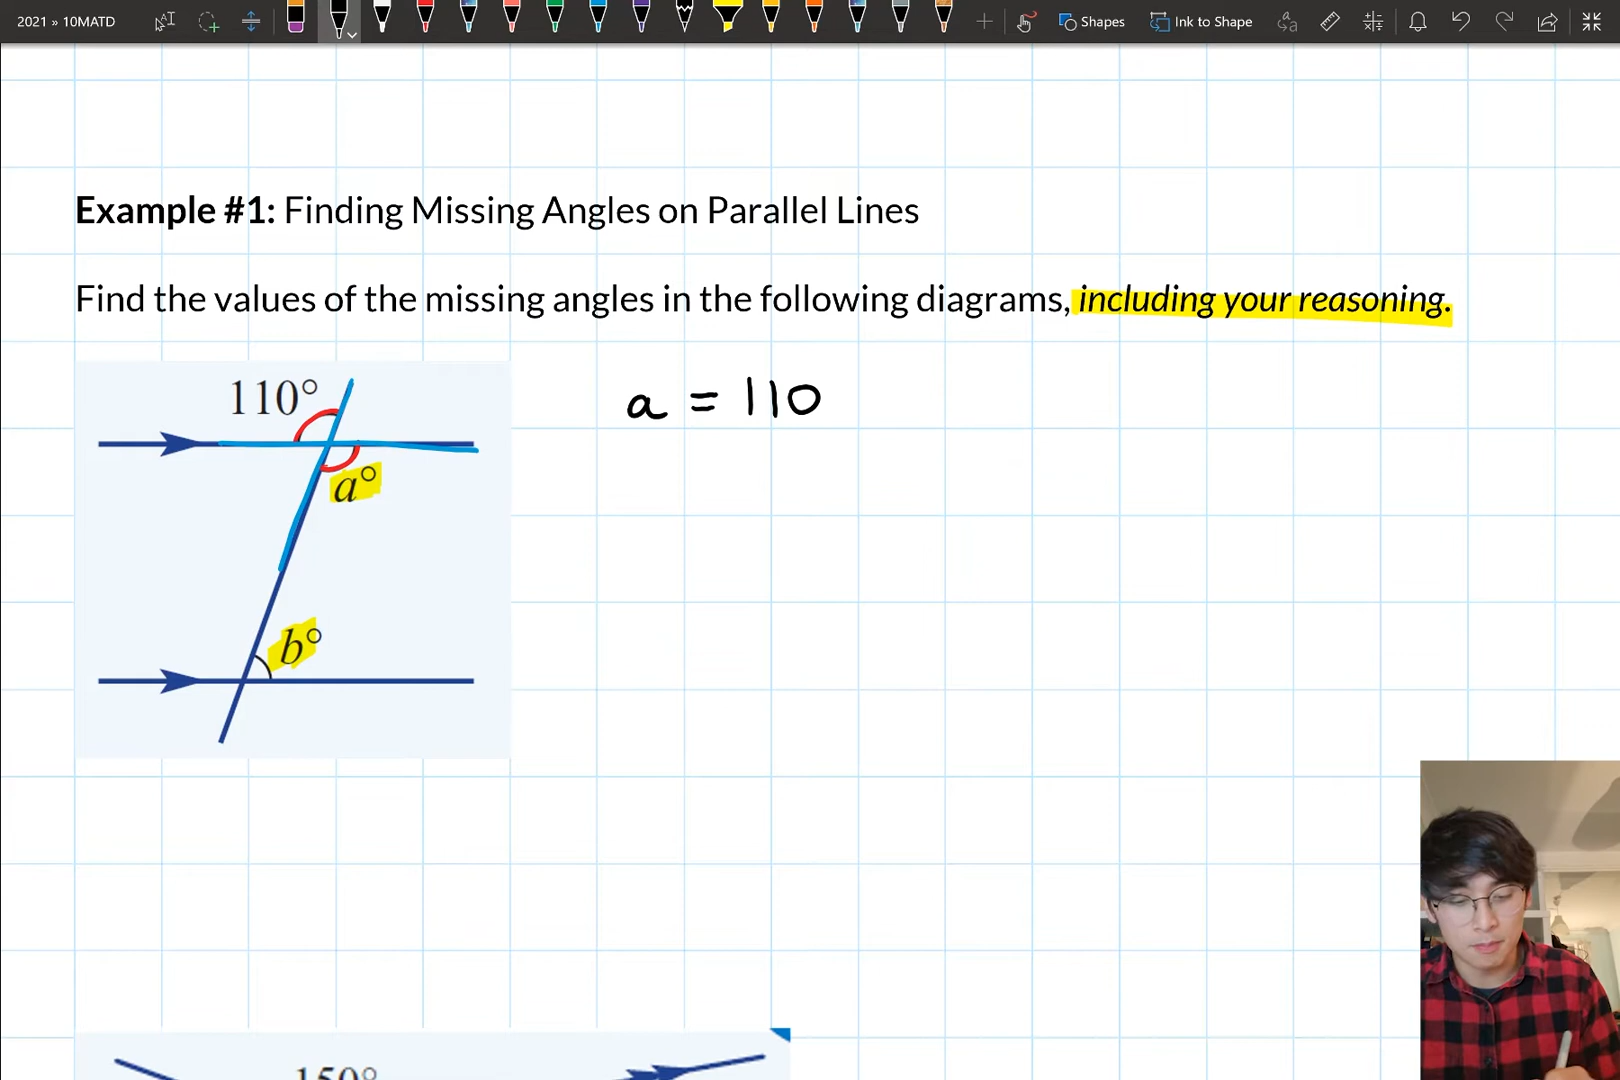 2021 » 10MATD
Shapes
Ink to Shape
Example #1: Finding Missing Angles on Parallel Lines
Find the values of the missing angles in the following diagrams, including your reasoning.
110°
a = 110
a°
b°
150°